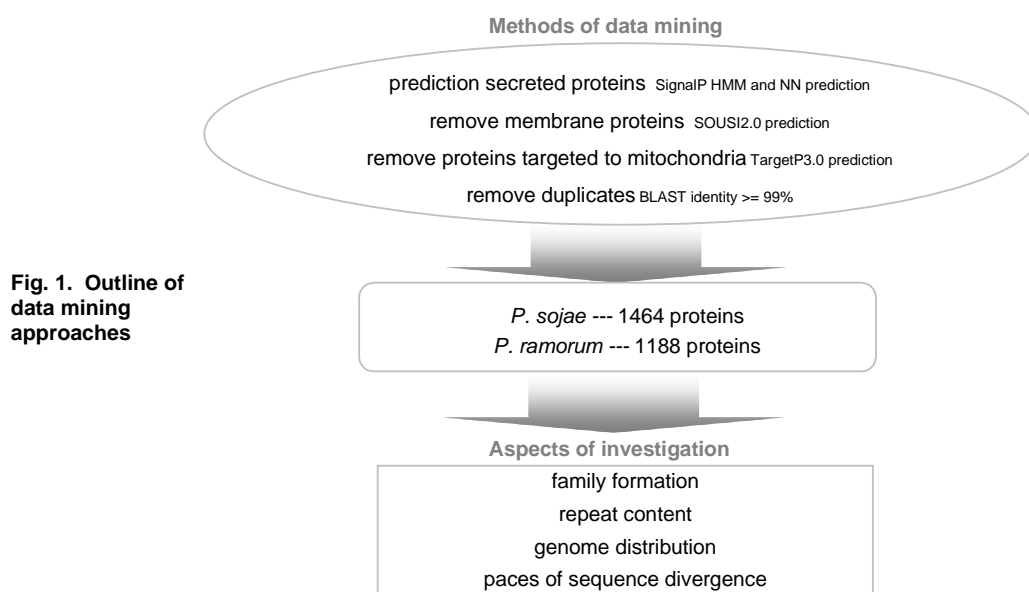 Methods of data mining
prediction secreted proteins SignalP HMM and NN prediction
remove membrane proteins SOUSI2.0 prediction
remove proteins targeted to mitochondria TargetP3.0 prediction
remove duplicates BLAST identity >= 99%
Fig. 1. Outline of
data mining
approaches
P. sojae --- 1464 proteins
P. ramorum --- 1188 proteins
Aspects of investigation
family formation
repeat content
genome distribution
paces of sequence divergence